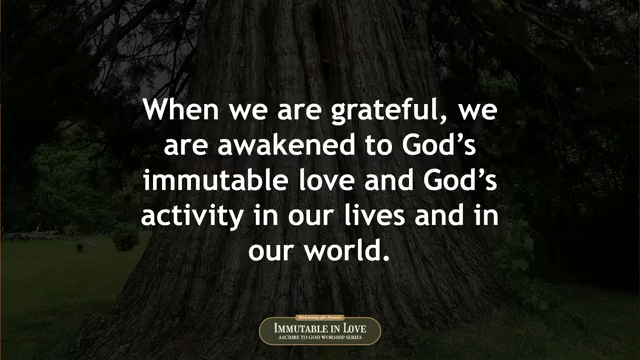 When we are grateful, we
are awakened to God's
immutable love and God's
activity in our lives and in
our world.
IMMUTABLE IN LOVE
ASCRIBE TO GOD WORSHIP SERIES